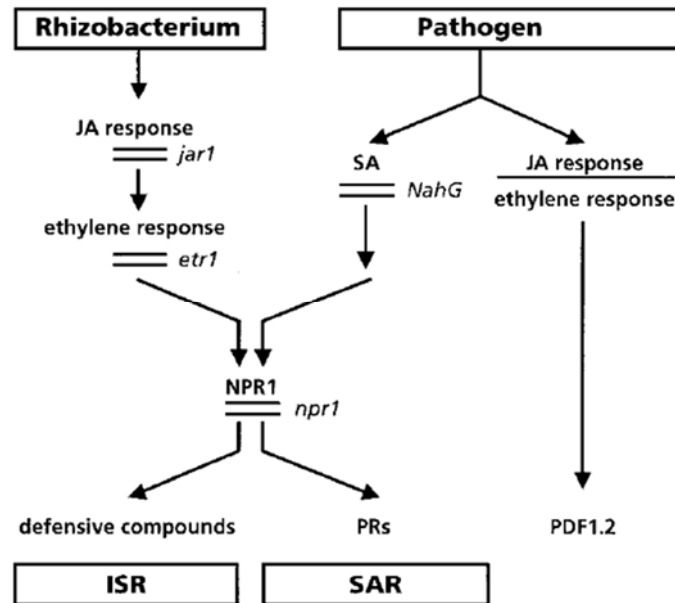 Rhizobacterium
Pathogen
JA response
jar1
SA
NahG
JA response
ethylene response
ethylene response
etr1
NPR1
npr1
defensive compounds
PRs
PDF1.2
ISR
SAR